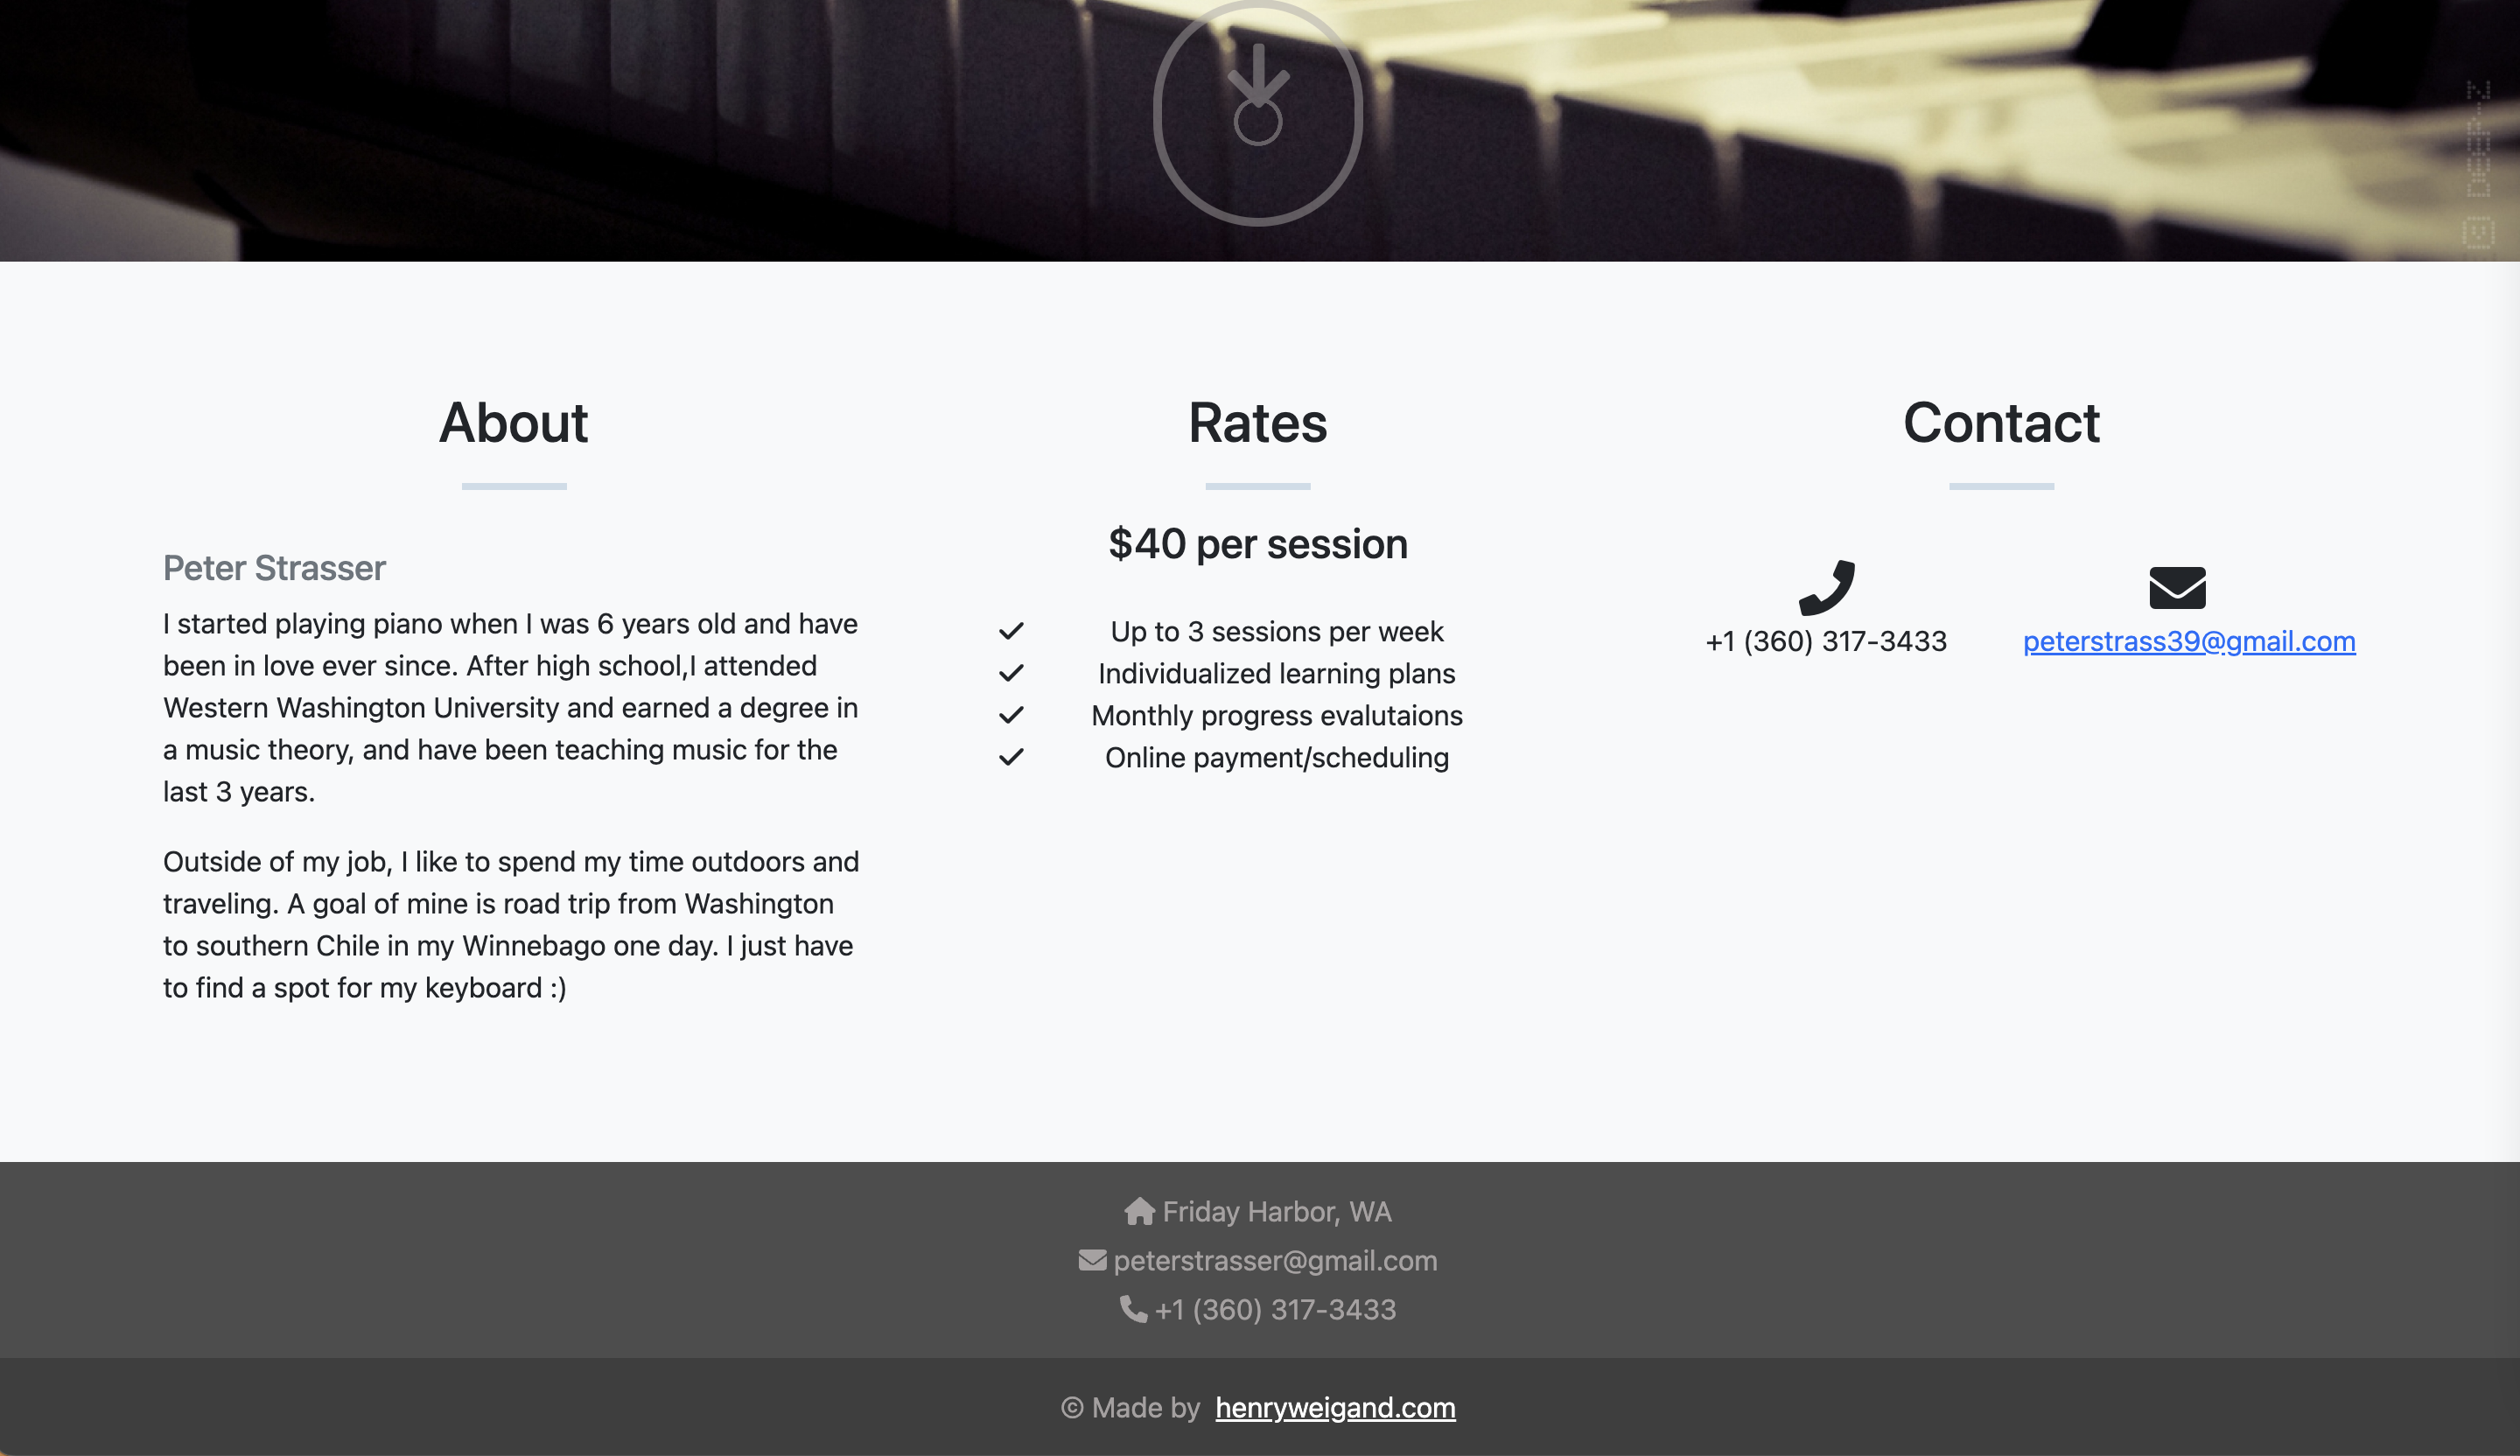 About
Peter Strasser
I started playing piano when I was 6 years old and have
been in love ever since. After high school,I attended
Western Washington University and earned a degree in
a music theory, and have been teaching music for the
last 3 years.
Outside of my job, I like to spend my time outdoors and
traveling. A goal of mine is road trip from Washington
to southern Chile in my Winnebago one day. I just have
to find a spot for my keyboard :)
Rates
$40 per session
Up to 3 sessions per week
Individualized learning plans
Monthly progress evalutaions
Online payment/scheduling
Contact
+1 (360) 317-3433
peterstrass39@gmail.com
Friday Harbor, WA
peterstrasser@gmail.com
+1 (360) 317-3433
© Made by henryweigand.com